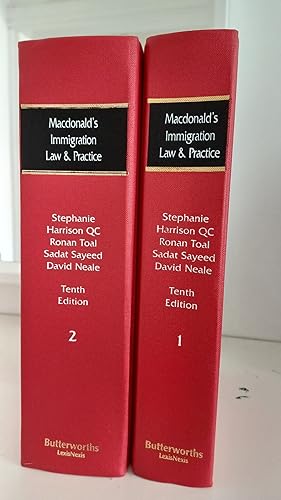 Macdonald's
Immigration
Law & Practice
Stephanie
Harrison QC
Ronan Toal
Sadat Sayeed
David Neale
Tenth
Edition
2
Butterworths
LexisNexis
Macdonald's
Immigration
Law & Practice
Stephanie
Harrison QC
Ronan Toal
Sadat Sayeed
David Neale
Tenth
Edition
1
Butterworths
LexisNexis